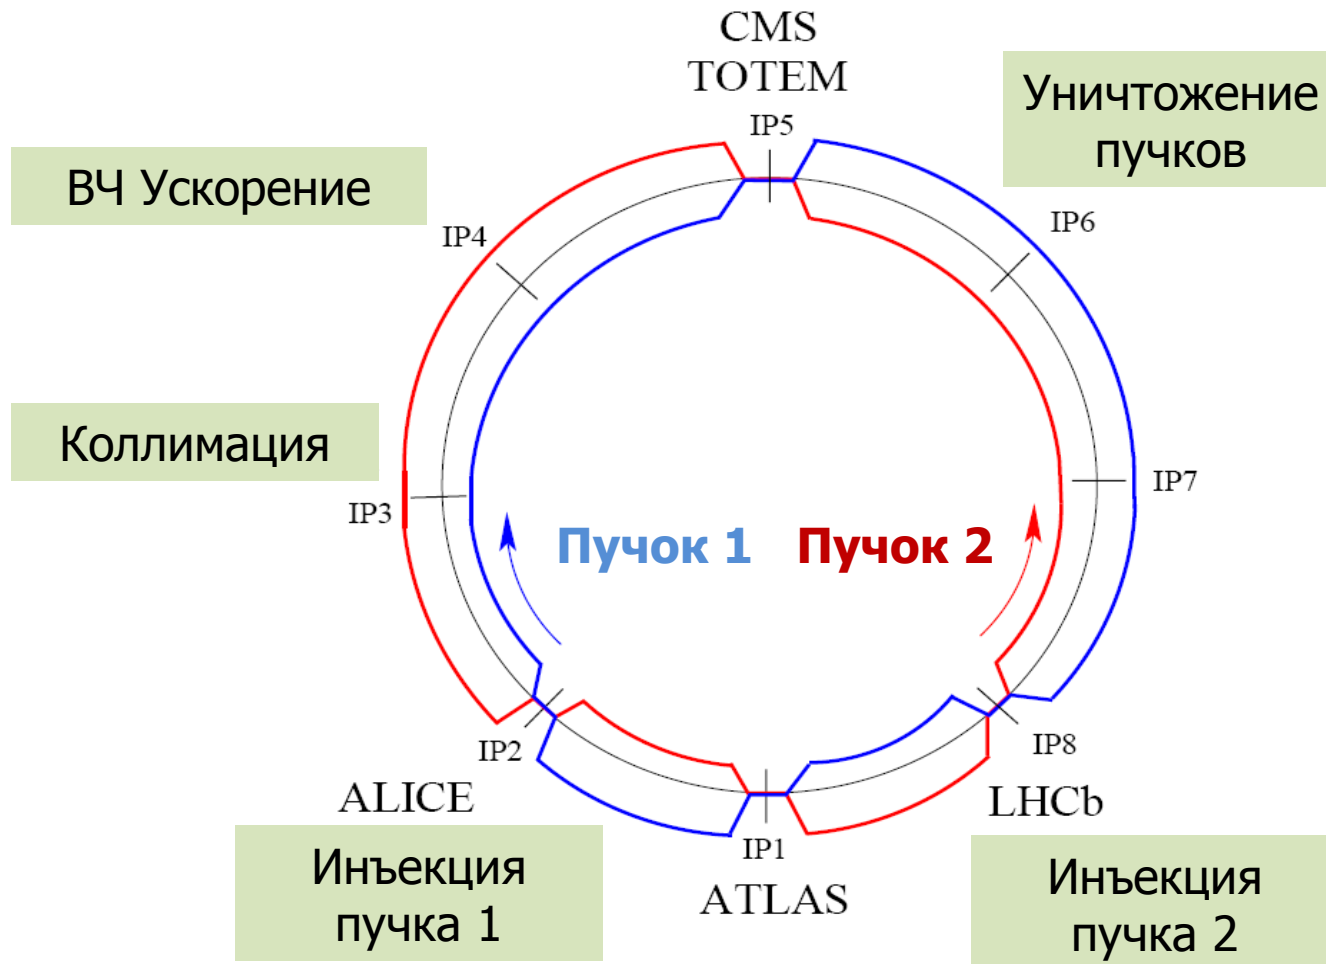 CMS
TOTEM
Уничтожение
пучков
IP5
ВЧ Ускорение
IP4
IP6
Коллимация
IP3
IP7
Пучок 1
Пучок 2
IP2
IP8
ALICE
LHCb
IP1
ATLAS
Инъекция
пучка 1
Инъекция
пучка 2